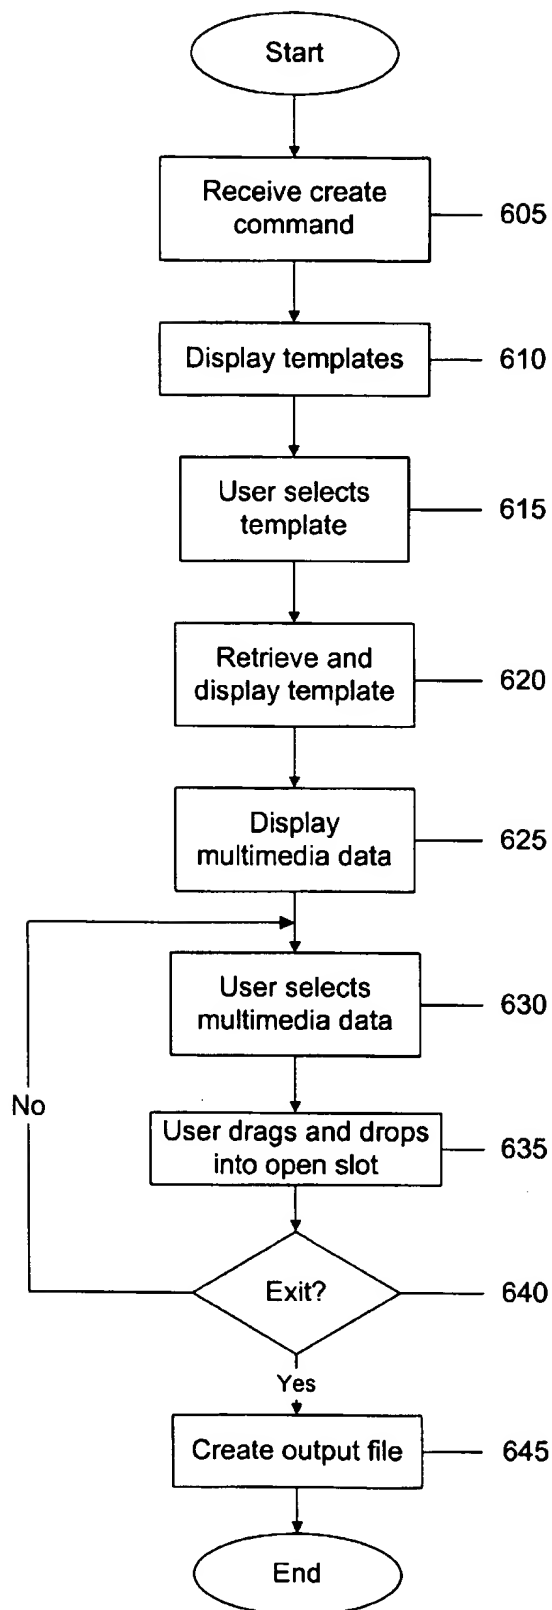 Start
Receive create
command
605
Display templates
610
User selects
template
615
Retrieve and
display template
620
Display
multimedia data
625
User selects
multimedia data
630
No
User drags and drops
into open slot
635
Exit?
640
Yes
Create output file
645
End